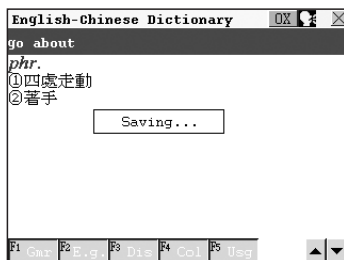 English-Chinese Dictionary OX
go about
phr.
①四處走動
②著手
Saving...
F1 Gmr F2 E.g. F3 Dis F4 Col F5 Usg